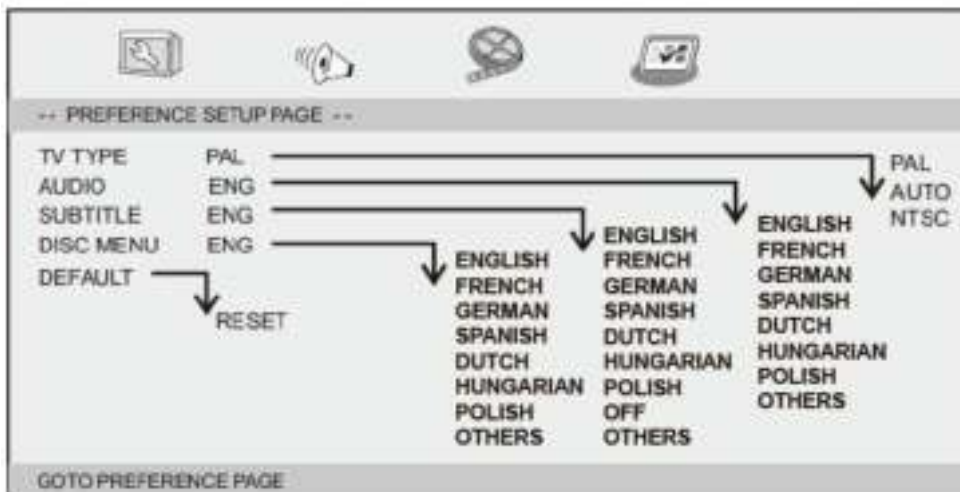 -- PREFERENCE SETUP PAGE --
TV TYPE PAL
AUDIO ENG
SUBTITLE ENG
DISC MENU ENG
DEFAULT
RESET
ENGLISH
FRENCH
GERMAN
SPANISH
DUTCH
HUNGARIAN
POLISH
OTHERS
ENGLISH
FRENCH
GERMAN
SPANISH
DUTCH
HUNGARIAN
POLISH
OFF
OTHERS
ENGLISH
FRENCH
GERMAN
SPANISH
DUTCH
HUNGARIAN
POLISH
OTHERS
PAL
AUTO
NTSC
GOTO PREFERENCE PAGE